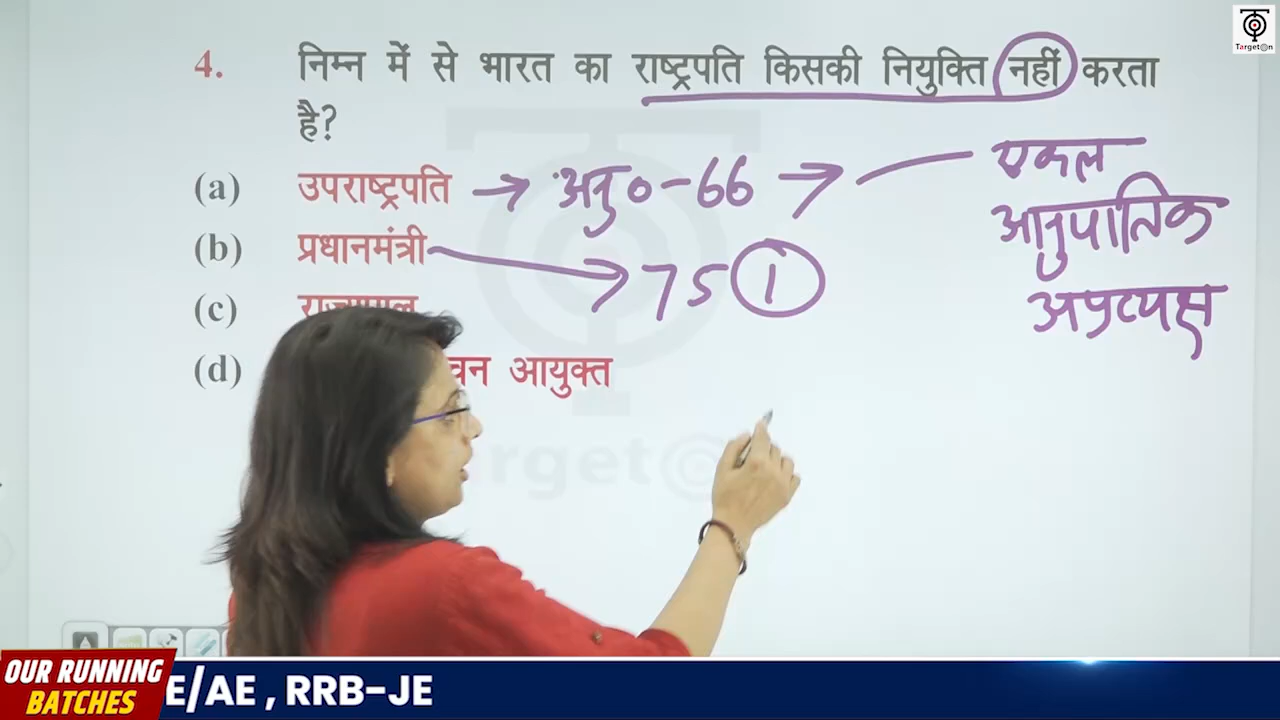 Target@n
4. निम्न में से भारत का राष्ट्रपति किसकी नियुक्ति नहीं करता
है?
(a) उपराष्ट्रपति → अनु०-66 → एकल
आनुपातिक
अप्रत्यक्ष
(b) प्रधानमंत्री → 75 1
(c)
(d) आयुक्त
OUR RUNNING
BATCHES
E/AE , RRB-JE